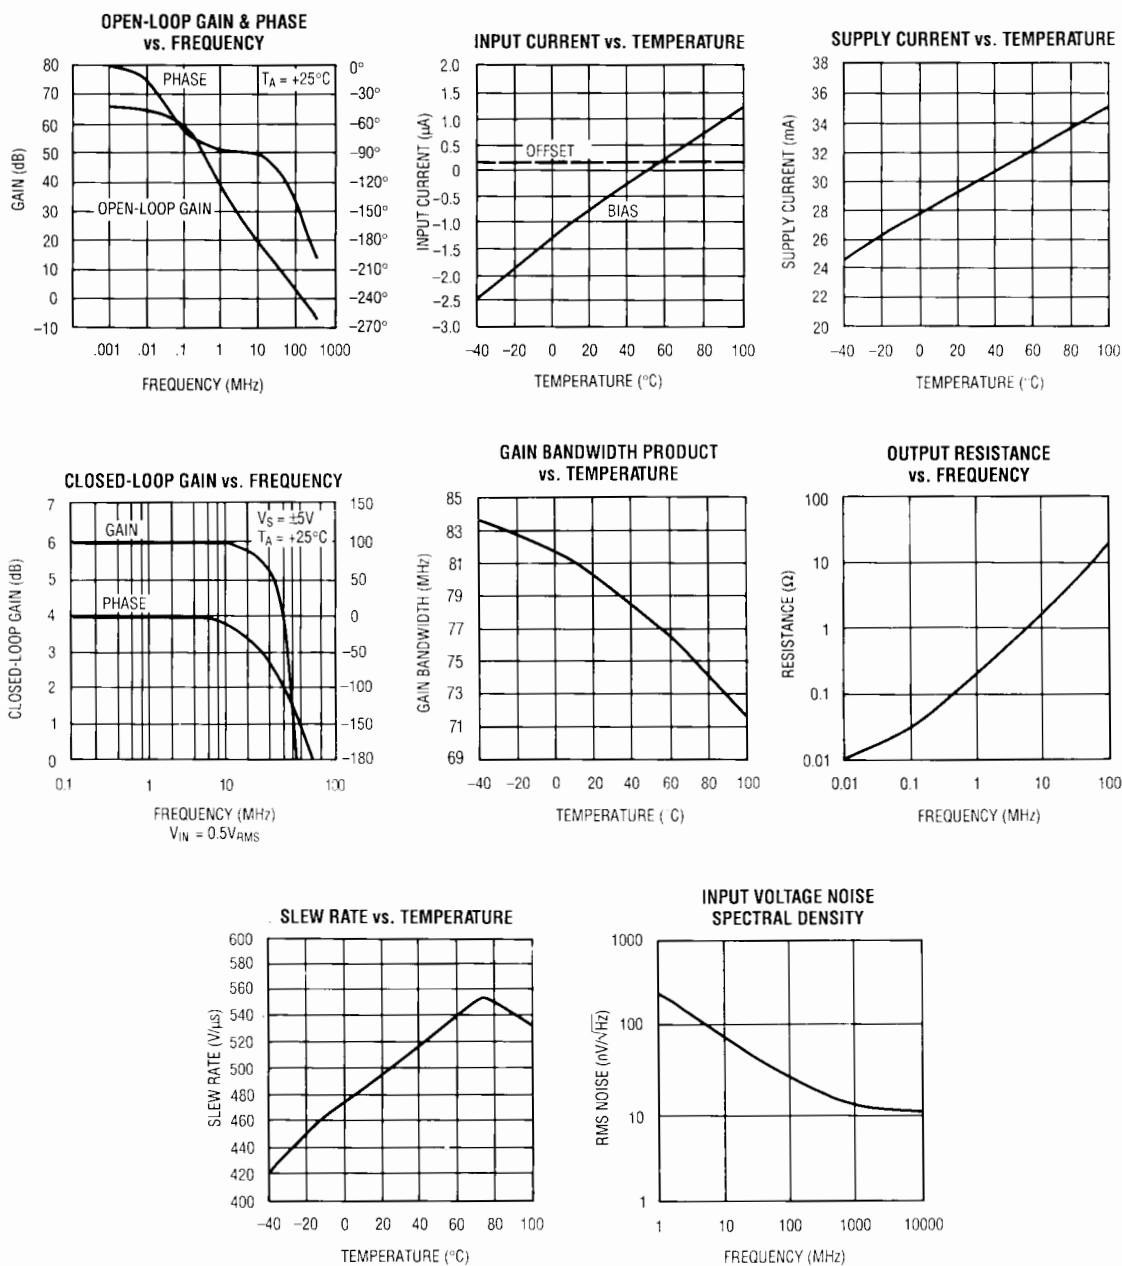 OPEN-LOOP GAIN & PHASE
vs. FREQUENCY
80
70
60
50
40
30
20
10
0
−10
GAIN (dB)
PHASE
T_A = +25°C
OPEN-LOOP GAIN
0°
−30°
−60°
−90°
−120°
−150°
−180°
−210°
−240°
−270°
.001 .01 .1 1 10 100 1000
FREQUENCY (MHz)
INPUT CURRENT vs. TEMPERATURE
2.0
1.5
1.0
0.5
0
−0.5
−1.0
−1.5
−2.0
−2.5
−3.0
INPUT CURRENT (µA)
OFFSET
BIAS
−40 −20 0 20 40 60 80 100
TEMPERATURE (°C)
SUPPLY CURRENT vs. TEMPERATURE
38
36
34
32
30
28
26
24
22
20
SUPPLY CURRENT (mA)
−40 −20 0 20 40 60 80 100
TEMPERATURE (°C)
CLOSED-LOOP GAIN vs. FREQUENCY
7
6
5
4
3
2
1
0
CLOSED-LOOP GAIN (dB)
GAIN
V_S = ±5V
T_A = +25°C
PHASE
150
100
50
0
−50
−100
−150
−180
0.1 1 10 100
FREQUENCY (MHz)
V_IN = 0.5V_RMS
GAIN BANDWIDTH PRODUCT
vs. TEMPERATURE
85
83
81
79
77
75
73
71
69
GAIN BANDWIDTH (MHz)
−40 −20 0 20 40 60 80 100
TEMPERATURE (°C)
OUTPUT RESISTANCE
vs. FREQUENCY
100
10
1
0.1
0.01
RESISTANCE (Ω)
0.01 0.1 1 10 100
FREQUENCY (MHz)
SLEW RATE vs. TEMPERATURE
600
580
560
540
520
500
480
460
440
420
400
SLEW RATE (V/µs)
−40 −20 0 20 40 60 80 100
TEMPERATURE (°C)
INPUT VOLTAGE NOISE
SPECTRAL DENSITY
1000
100
10
1
RMS NOISE (nV/√Hz)
1 10 100 1000 10000
FREQUENCY (MHz)